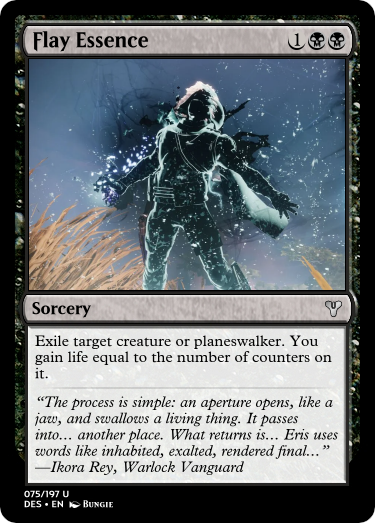 Flay Essence 1
Sorcery
Exile target creature or planeswalker. You
gain life equal to the number of counters on
it.
“The process is simple: an aperture opens, like a
jaw, and swallows a living thing. It passes
into… another place. What returns is… Eris uses
words like inhabited, exalted, rendered final…”
—Ikora Rey, Warlock Vanguard
075/197 U
DES • EN Bungie